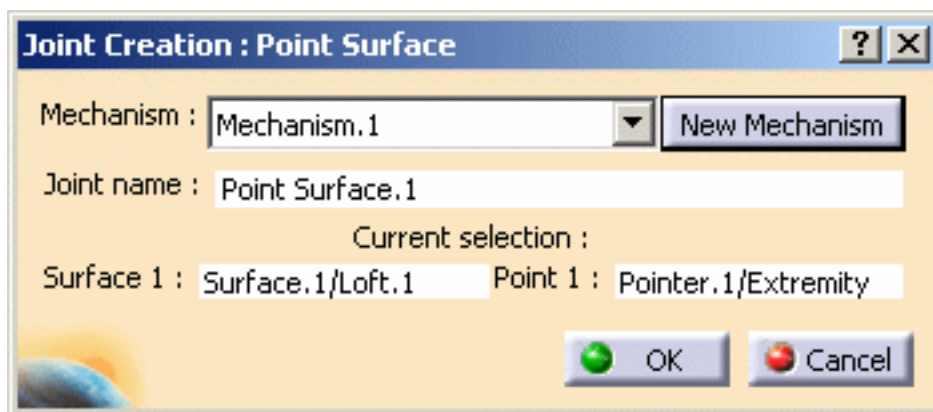 Joint Creation : Point Surface ? X
Mechanism : Mechanism.1 New Mechanism
Joint name : Point Surface.1
Current selection :
Surface 1 : Surface.1/Loft.1 Point 1 : Pointer.1/Extremity
OK Cancel